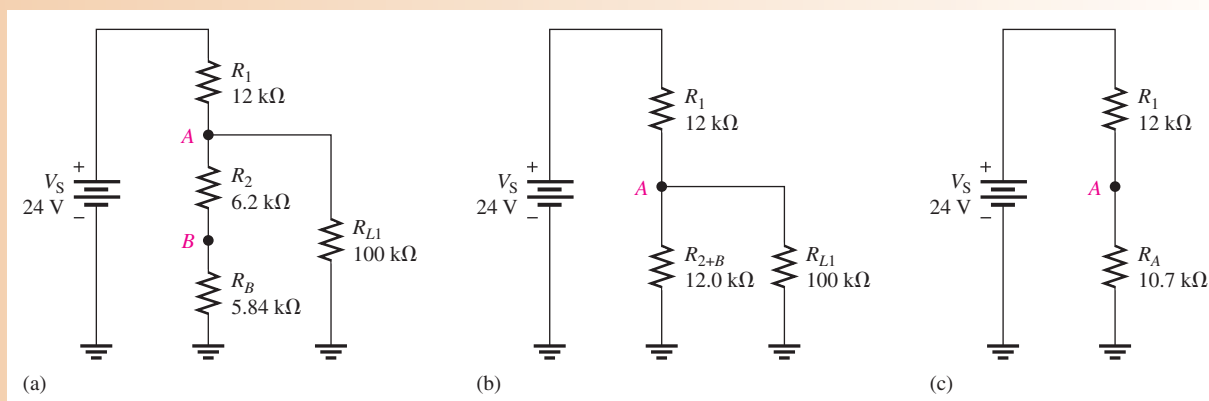 R1
12 kΩ
A
R2
6.2 kΩ
+
VS
24 V
−
B
RL1
100 kΩ
RB
5.84 kΩ
(a)
R1
12 kΩ
+
VS
24 V
−
A
R2+B
12.0 kΩ
RL1
100 kΩ
(b)
R1
12 kΩ
+
VS
24 V
−
A
RA
10.7 kΩ
(c)